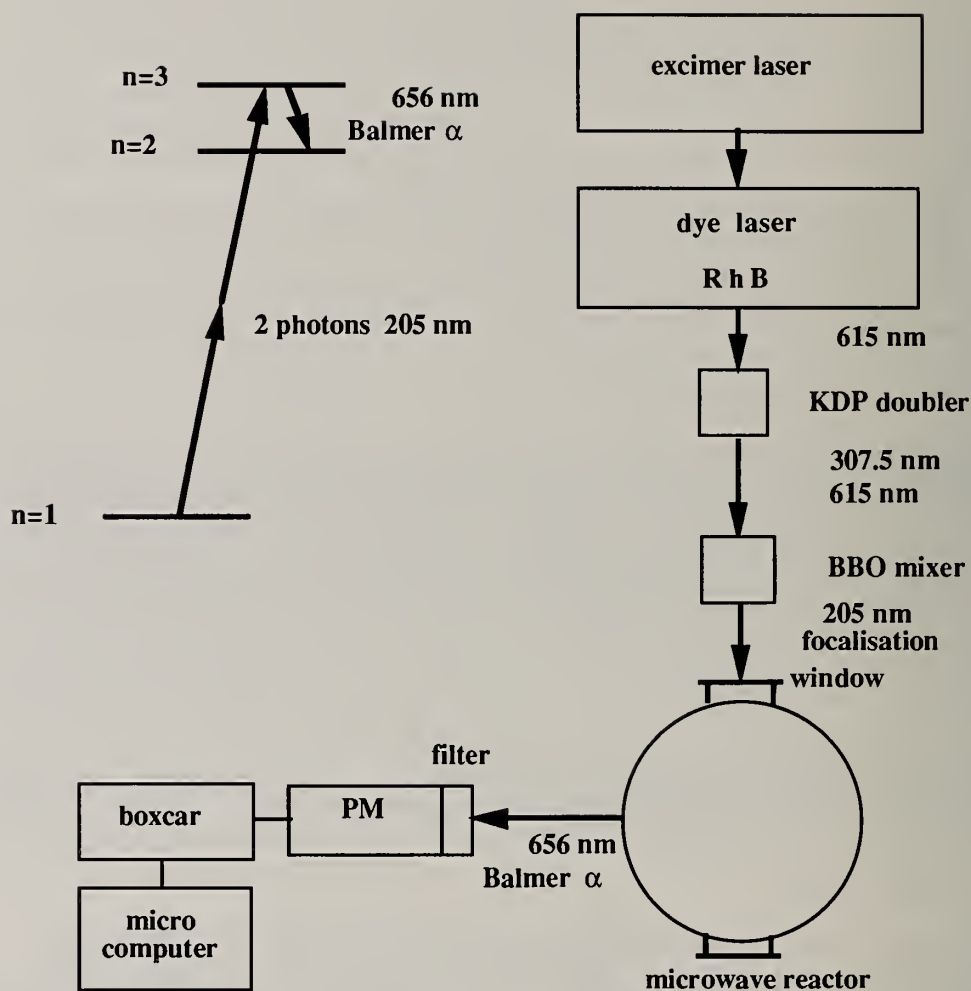 n=3
656 nm
Balmer α
n=2
2 photons 205 nm
n=1
excimer laser
dye laser
R h B
615 nm
KDP doubler
307.5 nm
615 nm
BBO mixer
205 nm
focalisation
window
filter
boxcar
PM
656 nm
Balmer α
micro
computer
microwave reactor